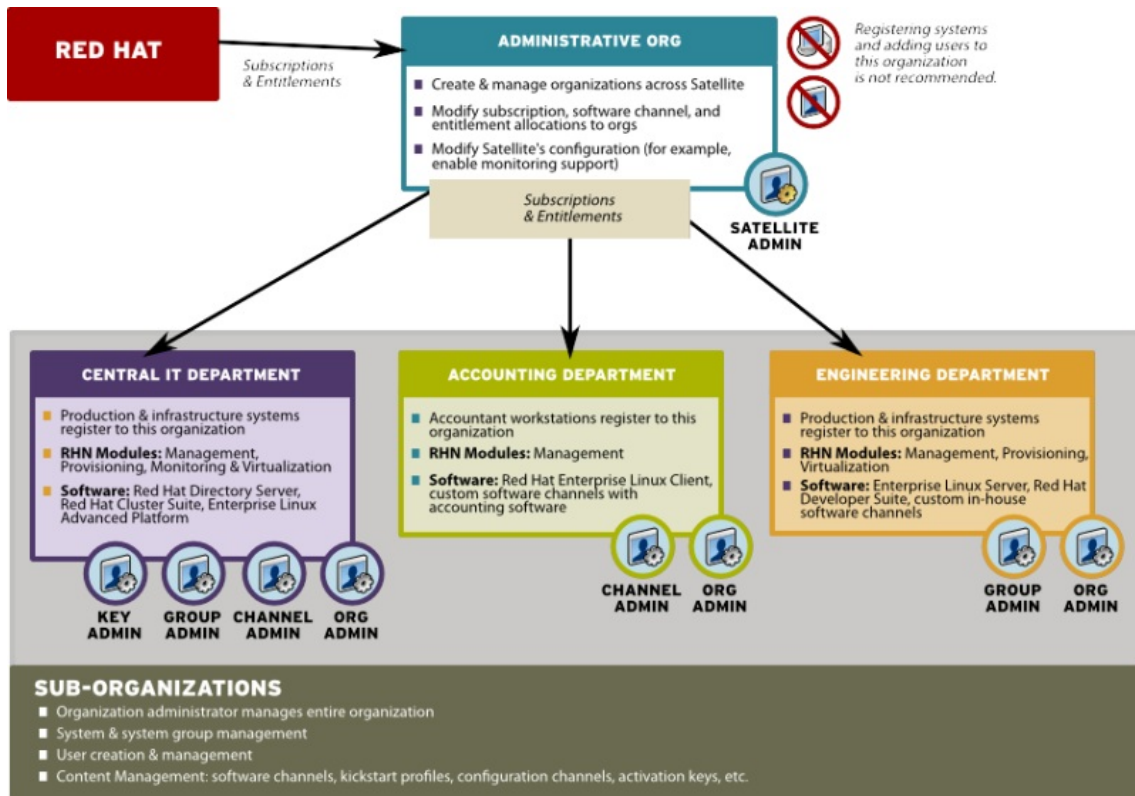 RED HAT
Subscriptions
& Entitlements
ADMINISTRATIVE ORG
Create & manage organizations across Satellite
Modify subscription, software channel, and
entitlement allocations to orgs
Modify Satellite's configuration (for example,
enable monitoring support)
Registering systems
and adding users to
this organization
is not recommended.
SATELLITE
ADMIN
Subscriptions
& Entitlements
CENTRAL IT DEPARTMENT
Production & infrastructure systems
register to this organization
RHN Modules: Management,
Provisioning, Monitoring & Virtualization
Software: Red Hat Directory Server,
Red Hat Cluster Suite, Enterprise Linux
Advanced Platform
KEY
ADMIN
GROUP
ADMIN
CHANNEL
ADMIN
ORG
ADMIN
ACCOUNTING DEPARTMENT
Accountant workstations register to this
organization
RHN Modules: Management
Software: Red Hat Enterprise Linux Client,
custom software channels with
accounting software
CHANNEL
ADMIN
ORG
ADMIN
ENGINEERING DEPARTMENT
Production & infrastructure systems
register to this organization
RHN Modules: Management, Provisioning,
Virtualization
Software: Enterprise Linux Server, Red Hat
Developer Suite, custom in-house
software channels
GROUP
ADMIN
ORG
ADMIN
SUB-ORGANIZATIONS
Organization administrator manages entire organization
System & system group management
User creation & management
Content Management: software channels, kickstart profiles, configuration channels, activation keys, etc.